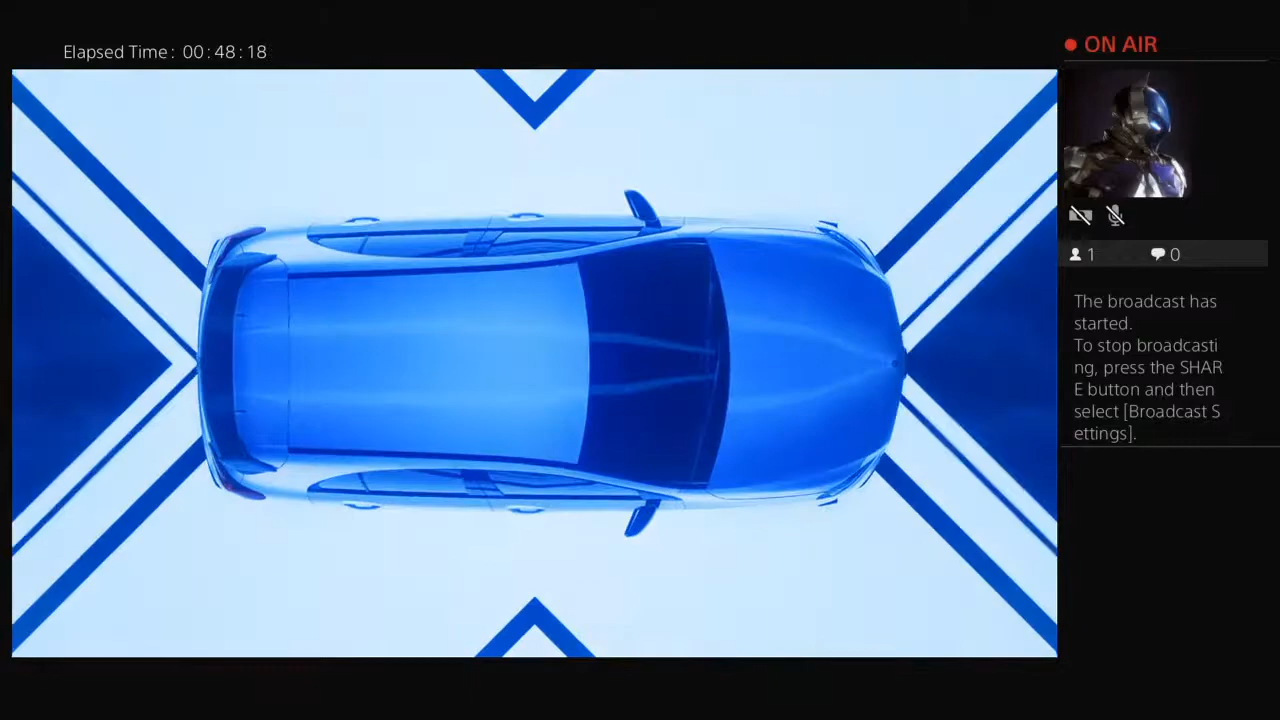 Elapsed Time: 00:48:18
ON AIR
1
0
The broadcast has
started.
To stop broadcasti
ng, press the SHAR
E button and then
select [Broadcast S
ettings].